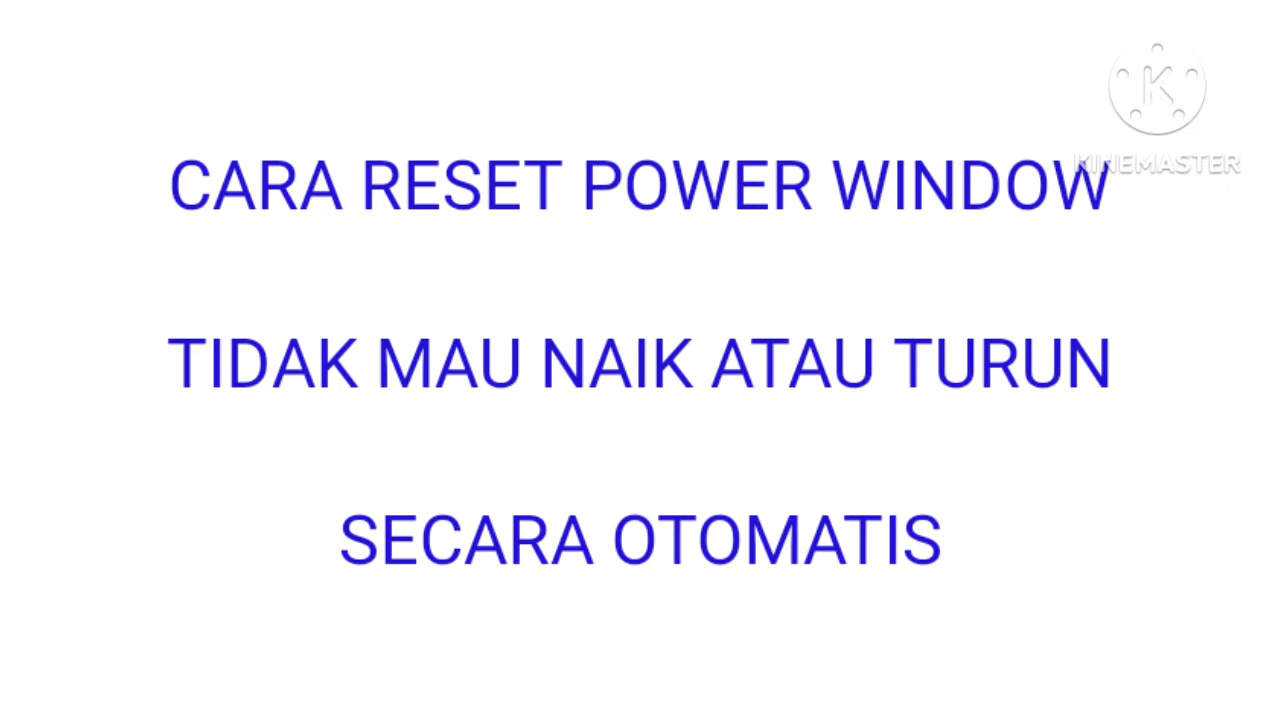 CARA RESET POWER WINDOW
KINEMASTER
TIDAK MAU NAIK ATAU TURUN
SECARA OTOMATIS